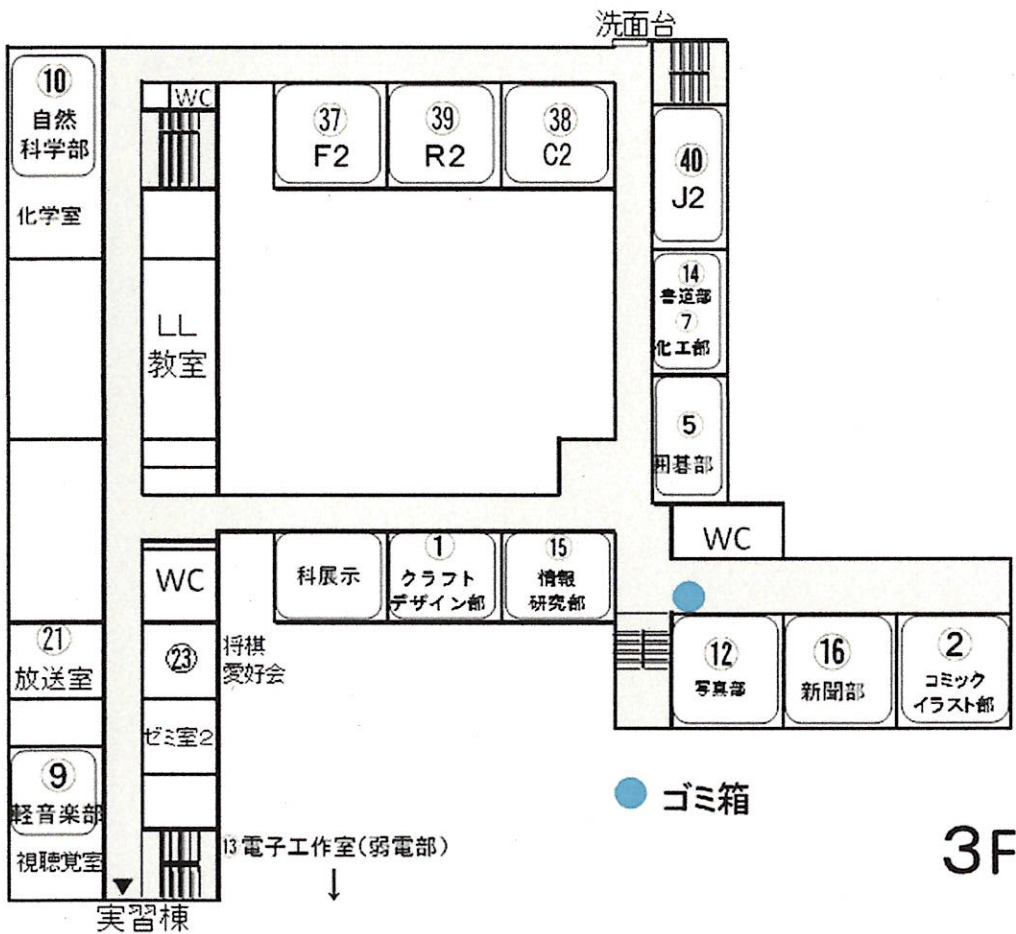 洗面台
⑩
自然
科学部
化学室
WC
㊲
F2
㊴
R2
㊳
C2
㊵
J2
⑭
書道部
⑦
化工部
⑤
囲碁部
LL
教室
WC
WC
科展示
①
クラフト
デザイン部
⑮
情報
研究部
㉑
放送室
㉓
将棋
愛好会
ゼミ室2
⑫
写真部
⑯
新聞部
②
コミック
イラスト部
⑨
軽音楽部
視聴覚室
ゴミ箱
3F
⑬電子工作室(弱電部)
↓
▼
実習棟